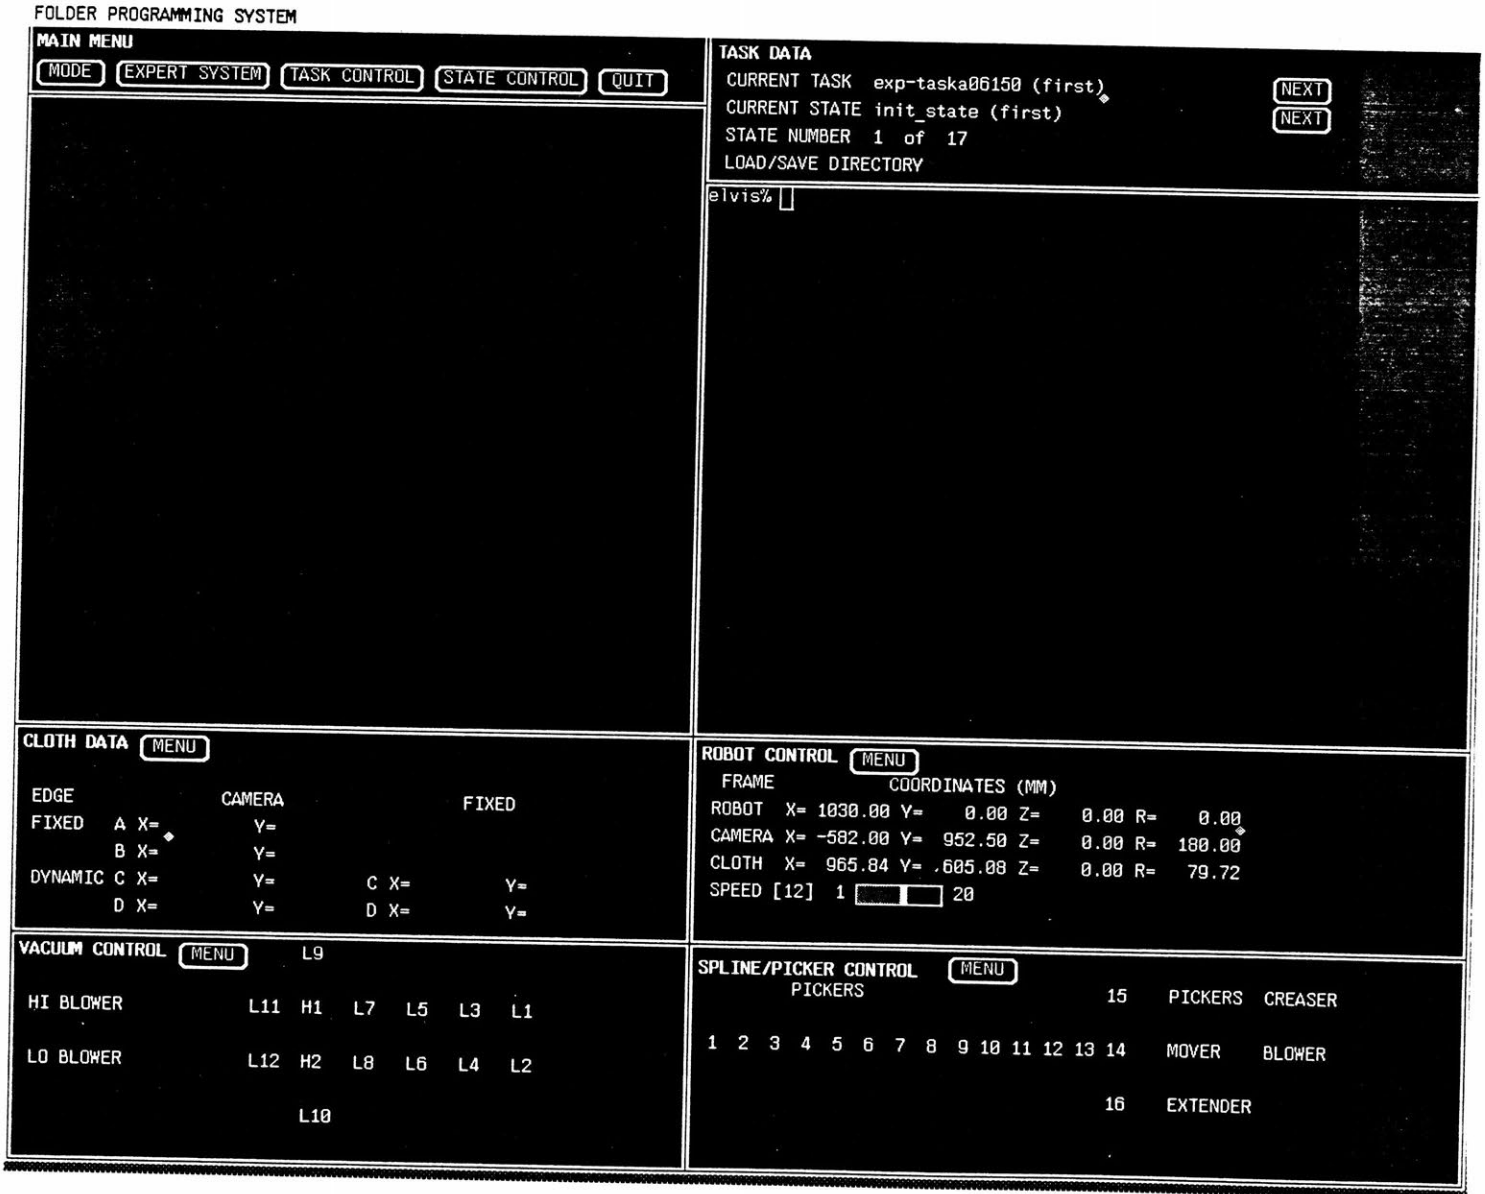 FOLDER PROGRAMMING SYSTEM
MAIN MENU
MODE EXPERT SYSTEM TASK CONTROL STATE CONTROL QUIT
TASK DATA
CURRENT TASK exp-taska06150 (first) NEXT
CURRENT STATE init_state (first) NEXT
STATE NUMBER 1 of 17
LOAD/SAVE DIRECTORY
elvis%
CLOTH DATA MENU
EDGE CAMERA FIXED
FIXED A X= Y=
B X= Y=
DYNAMIC C X= Y= C X= Y=
D X= Y= D X= Y=
ROBOT CONTROL MENU
FRAME COORDINATES (MM)
ROBOT X= 1030.00 Y= 0.00 Z= 0.00 R= 0.00
CAMERA X= -582.00 Y= 952.50 Z= 0.00 R= 180.00
CLOTH X= 965.84 Y= .605.08 Z= 0.00 R= 79.72
SPEED [12] 1 20
VACUUM CONTROL MENU L9
HI BLOWER L11 H1 L7 L5 L3 L1
LO BLOWER L12 H2 L8 L6 L4 L2
L10
SPLINE/PICKER CONTROL MENU
PICKERS 15 PICKERS CREASER
1 2 3 4 5 6 7 8 9 10 11 12 13 14 MOVER BLOWER
16 EXTENDER